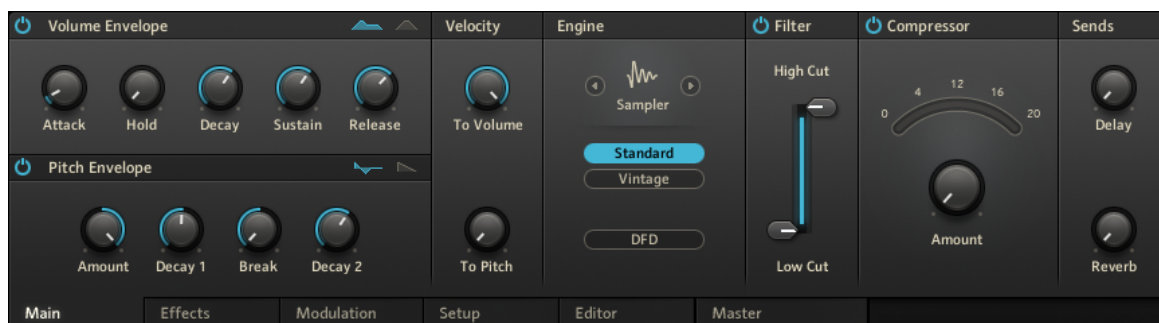 Volume Envelope
Velocity
Engine
Filter
Compressor
Sends
Attack
Hold
Decay
Sustain
Release
To Volume
Sampler
High Cut
0
4
12
16
20
Delay
Standard
Vintage
Pitch Envelope
DFD
Amount
Decay 1
Break
Decay 2
To Pitch
Low Cut
Amount
Reverb
Main
Effects
Modulation
Setup
Editor
Master